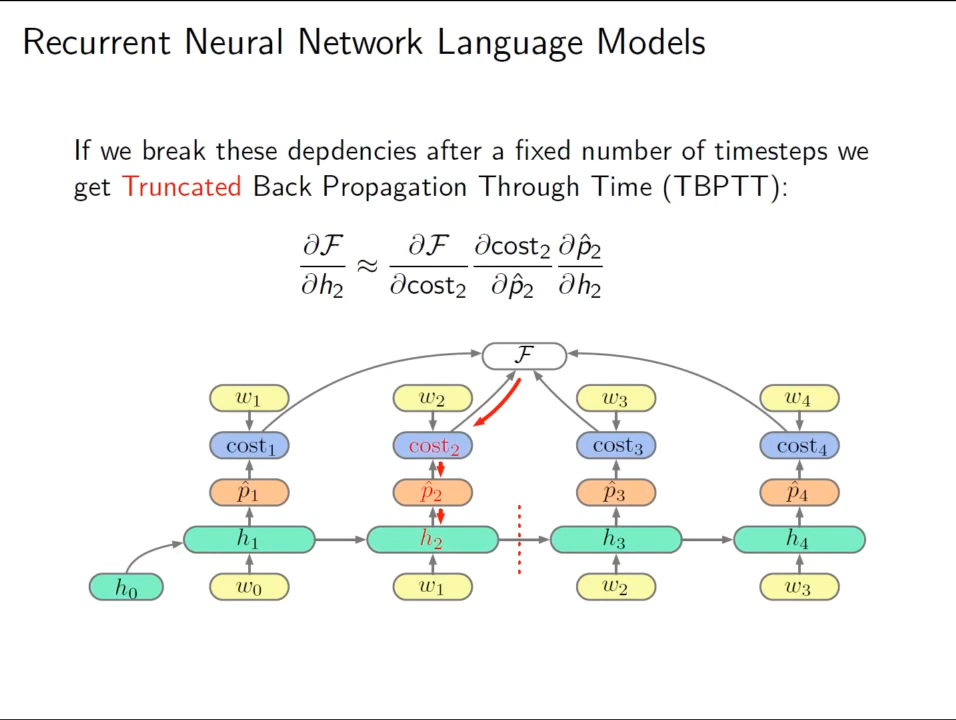 Recurrent Neural Network Language Models
If we break these depdencies after a fixed number of timesteps we
get Truncated Back Propagation Through Time (TBPTT):
∂F/∂h₂ ≈ ∂F/∂cost₂ ∂cost₂/∂p̂₂ ∂p̂₂/∂h₂
F
w₁ w₂ w₃ w₄
cost₁ cost₂ cost₃ cost₄
p̂₁ p̂₂ p̂₃ p̂₄
h₁ h₂ h₃ h₄
h₀ w₀ w₁ w₂ w₃